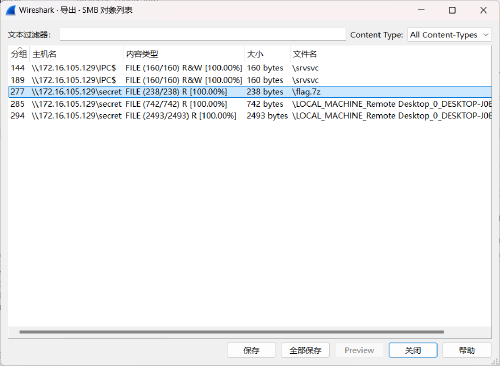 Wireshark · 导出 · SMB 对象列表
文本过滤器: Content Type: All Content-Types
分组 主机名 内容类型 大小 文件名
144 \\172.16.105.129\IPC$ FILE (160/160) R&W [100.00%] 160 bytes \srvsvc
189 \\172.16.105.129\IPC$ FILE (160/160) R&W [100.00%] 160 bytes \srvsvc
277 \\172.16.105.129\secret FILE (238/238) R [100.00%] 238 bytes \flag.7z
285 \\172.16.105.129\secret FILE (742/742) R [100.00%] 742 bytes \LOCAL_MACHINE_Remote Desktop_0_DESKTOP-J0E
294 \\172.16.105.129\secret FILE (2493/2493) R [100.00%] 2493 bytes \LOCAL_MACHINE_Remote Desktop_0_DESKTOP-J0E
保存 全部保存 Preview 关闭 帮助